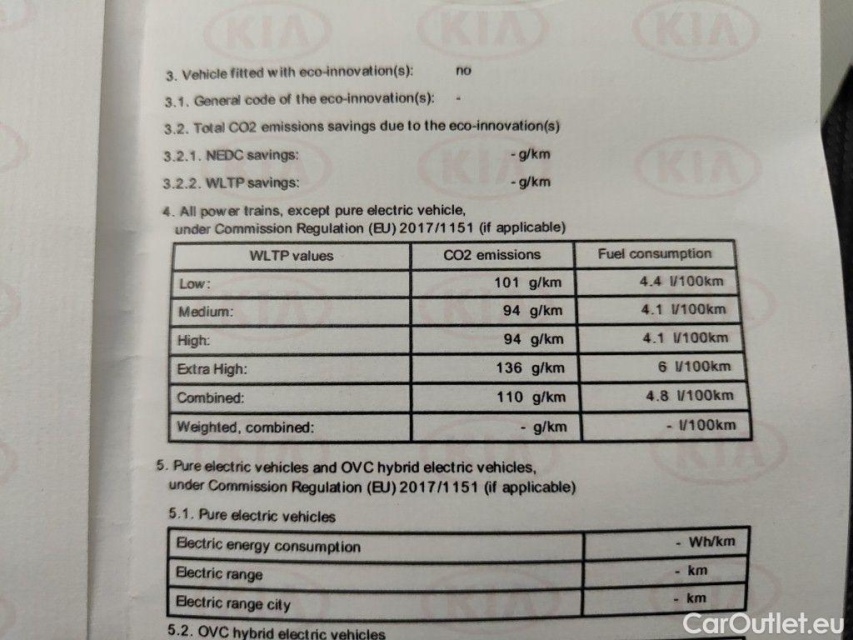 KIA KIA KIA
3. Vehicle fitted with eco-innovation(s): no
3.1. General code of the eco-innovation(s): -
3.2. Total CO2 emissions savings due to the eco-innovation(s)
3.2.1. NEDC savings: - g/km
3.2.2. WLTP savings: - g/km
4. All power trains, except pure electric vehicle,
under Commission Regulation (EU) 2017/1151 (if applicable)
WLTP values CO2 emissions Fuel consumption
Low: 101 g/km 4.4 l/100km
Medium: 94 g/km 4.1 l/100km
High: 94 g/km 4.1 l/100km
Extra High: 136 g/km 6 l/100km
Combined: 110 g/km 4.8 l/100km
Weighted, combined: - g/km - l/100km
5. Pure electric vehicles and OVC hybrid electric vehicles,
under Commission Regulation (EU) 2017/1151 (if applicable)
5.1. Pure electric vehicles
Electric energy consumption - Wh/km
Electric range - km
Electric range city - km
5.2. OVC hybrid electric vehicles
CarOutlet.eu